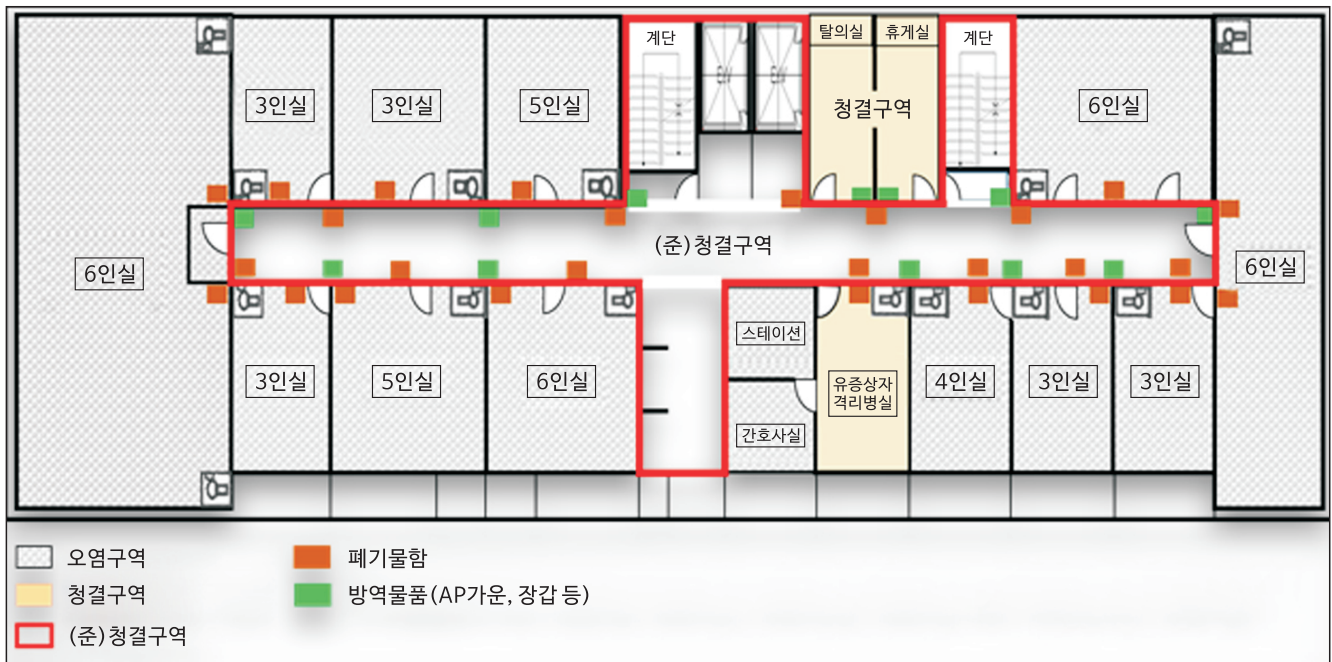 계단
탈의실
휴게실
계단
3인실
3인실
5인실
청결구역
6인실
(준)청결구역
6인실
6인실
스테이션
3인실
5인실
6인실
유증상자
격리병실
4인실
3인실
3인실
간호사실
오염구역
폐기물함
청결구역
방역물품(AP가운, 장갑 등)
(준)청결구역